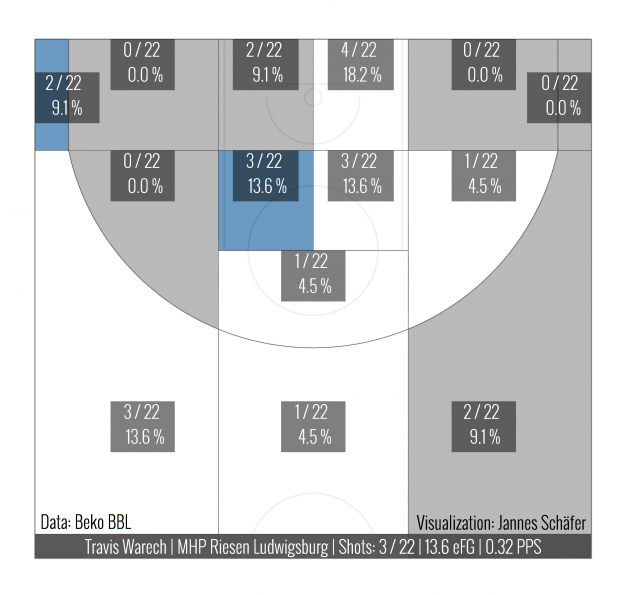 0 / 22
0.0 %
2 / 22
9.1 %
4 / 22
18.2 %
0 / 22
0.0 %
2 / 22
9.1 %
0 / 22
0.0 %
0 / 22
0.0 %
3 / 22
13.6 %
3 / 22
13.6 %
1 / 22
4.5 %
1 / 22
4.5 %
3 / 22
13.6 %
1 / 22
4.5 %
2 / 22
9.1 %
Data: Beko BBL
Visualization: Jannes Schäfer
Travis Warech | MHP Riesen Ludwigsburg | Shots: 3 / 22 | 13.6 eFG | 0.32 PPS